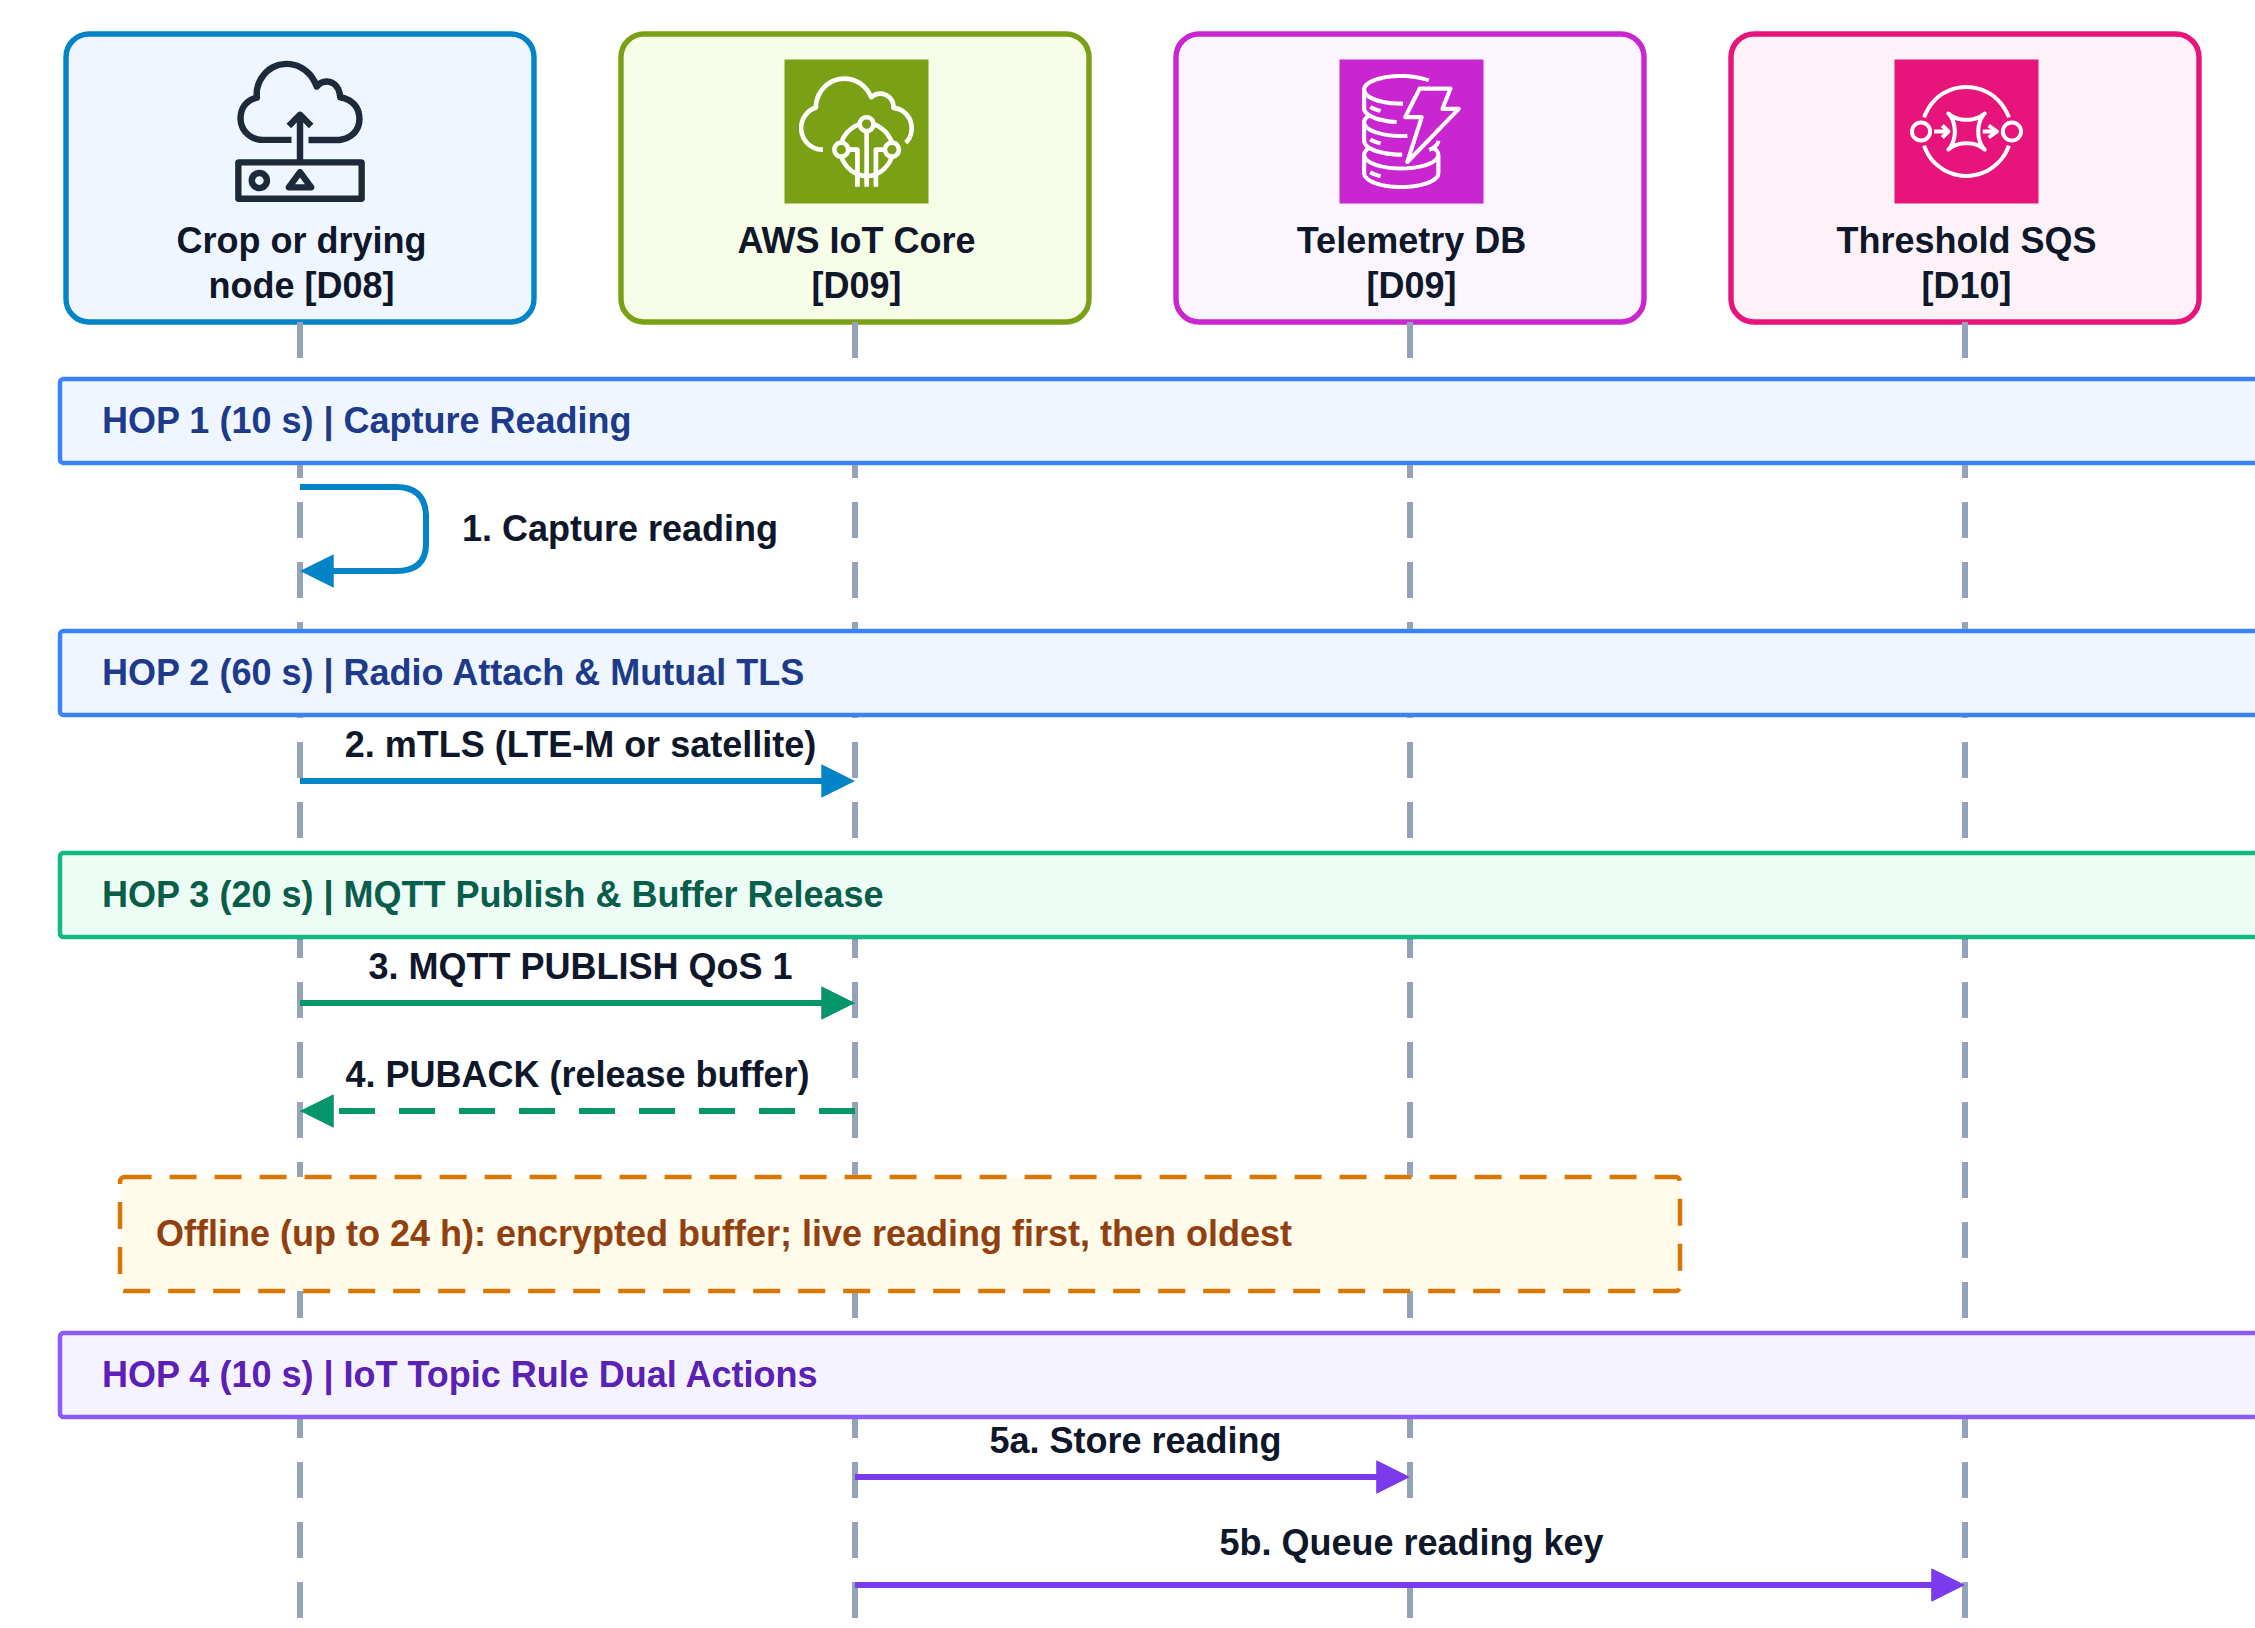 Crop or drying
node [D08]
AWS IoT Core
[D09]
Telemetry DB
[D09]
Threshold SQS
[D10]
HOP 1 (10 s) | Capture Reading
1. Capture reading
HOP 2 (60 s) | Radio Attach & Mutual TLS
2. mTLS (LTE-M or satellite)
HOP 3 (20 s) | MQTT Publish & Buffer Release
3. MQTT PUBLISH QoS 1
4. PUBACK (release buffer)
Offline (up to 24 h): encrypted buffer; live reading first, then oldest
HOP 4 (10 s) | IoT Topic Rule Dual Actions
5a. Store reading
5b. Queue reading key